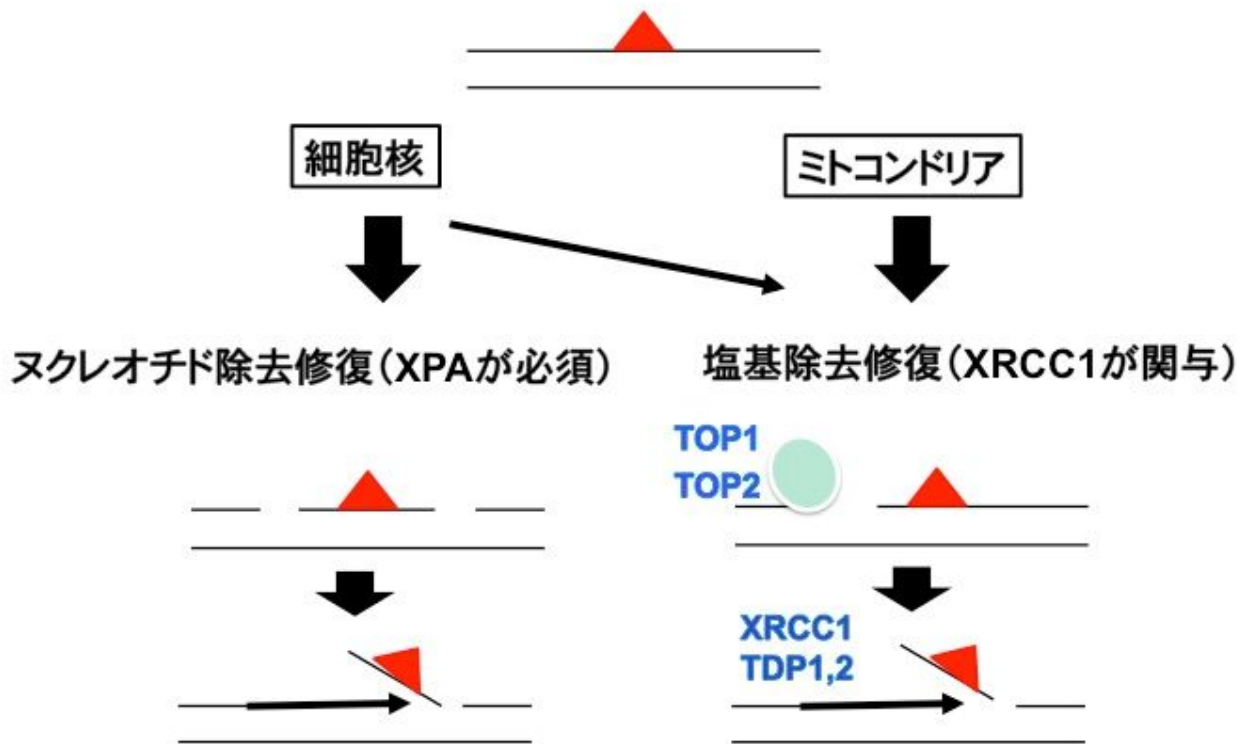 細胞核
ミトコンドリア
ヌクレオチド除去修復(XPAが必須)
塩基除去修復(XRCC1が関与)
TOP1
TOP2
XRCC1
TDP1,2